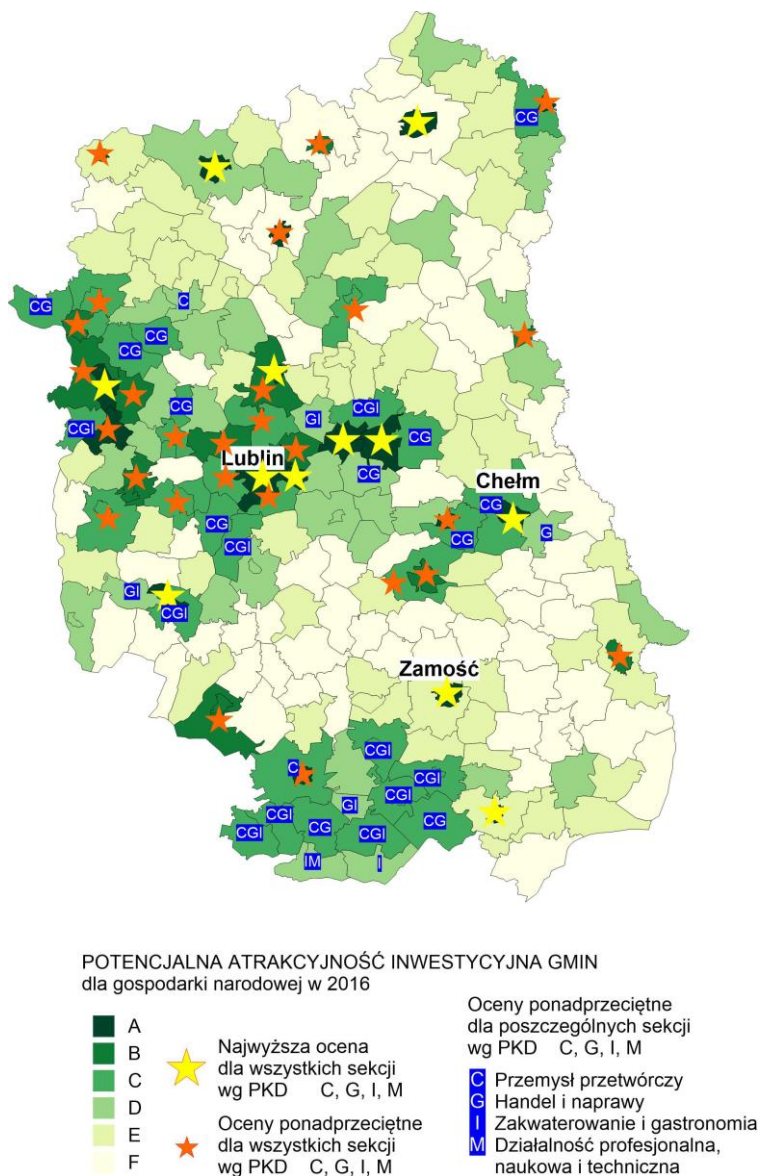 CG
CG
C
CG
CG
CG
CGI
GI
CGI
CG
Lublin
CG
Chełm
CG
CG
CG
G
CGI
GI
CGI
Zamość
CGI
C
CGI
CGI
GI
CGI
CG
CGI
CG
CGI
IM
I
POTENCJALNA ATRAKCYJNOŚĆ INWESTYCYJNA GMIN
dla gospodarki narodowej w 2016
A
B
C
D
E
F
Najwyższa ocena
dla wszystkich sekcji
wg PKD C, G, I, M
Oceny ponadprzeciętne
dla wszystkich sekcji
wg PKD C, G, I, M
Oceny ponadprzeciętne
dla poszczególnych sekcji
wg PKD C, G, I, M
C Przemysł przetwórczy
G Handel i naprawy
I Zakwaterowanie i gastronomia
M Działalność profesjonalna,
naukowa i techniczna